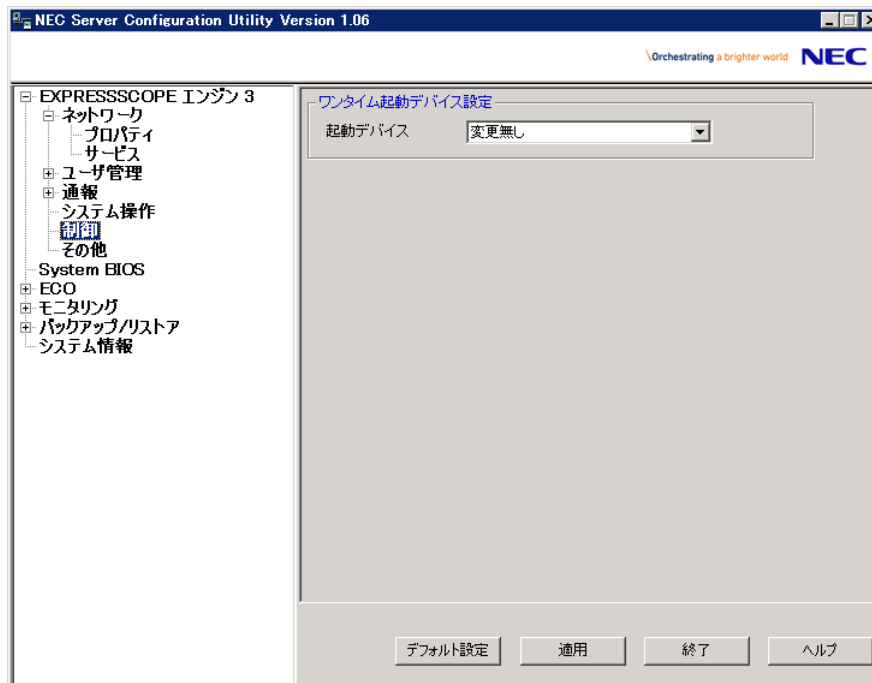 NEC Server Configuration Utility Version 1.06
\Orchestrating a brighter world NEC
EXPRESSSCOPE エンジン 3
ネットワーク
プロパティ
サービス
ユーザ管理
通報
システム操作
制御
その他
System BIOS
ECO
モニタリング
バックアップ/リストア
システム情報
ワンタイム起動デバイス設定
起動デバイス 変更無し
デフォルト設定 適用 終了 ヘルプ